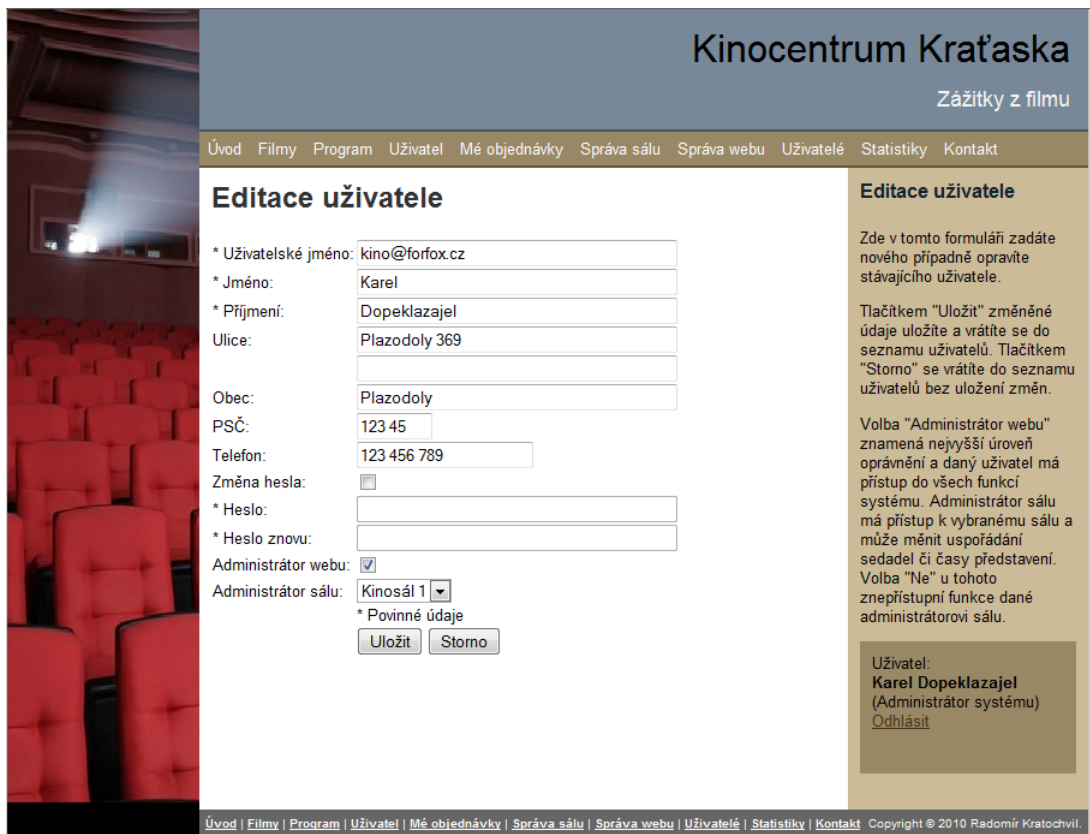 Kinocentrum Kraťaska
Zážitky z filmu
Úvod Filmy Program Uživatel Mé objednávky Správa sálu Správa webu Uživatelé Statistiky Kontakt
Editace uživatele
* Uživatelské jméno: kino@forfox.cz
* Jméno: Karel
* Příjmení: Dopeklazajel
Ulice: Plazodoly 369
Obec: Plazodoly
PSČ: 123 45
Telefon: 123 456 789
Změna hesla:
* Heslo:
* Heslo znovu:
Administrátor webu:
Administrátor sálu: Kinosál 1
* Povinné údaje
Uložit Storno
Editace uživatele
Zde v tomto formuláři zadáte
nového případně opravíte
stávajícího uživatele.
Tlačítkem "Uložit" změněné
údaje uložíte a vrátíte se do
seznamu uživatelů. Tlačítkem
"Storno" se vrátíte do seznamu
uživatelů bez uložení změn.
Volba "Administrátor webu"
znamená nejvyšší úroveň
oprávnění a daný uživatel má
přístup do všech funkcí
systému. Administrátor sálu
má přístup k vybranému sálu a
může měnit uspořádání
sedadel či časy představení.
Volba "Ne" u tohoto
znepřístupní funkce dané
administrátorovi sálu.
Uživatel:
Karel Dopeklazajel
(Administrátor systému)
Odhlásit
Úvod | Filmy | Program | Uživatel | Mé objednávky | Správa sálu | Správa webu | Uživatelé | Statistiky | Kontakt Copyright © 2010 Radomír Kratochvil